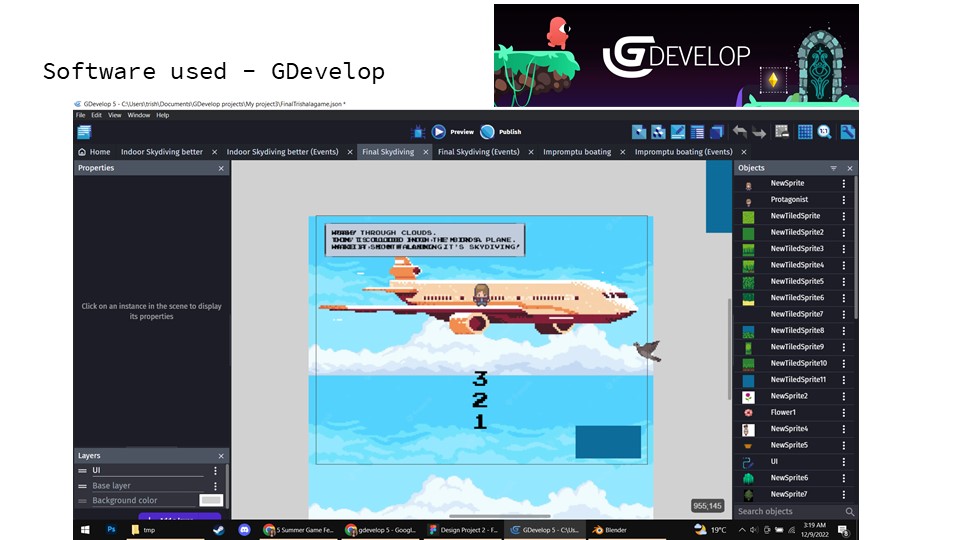 GDEVELOP
Software used - GDevelop
GDevelop 5 - C:\Users\trish\Documents\GDevelop projects\My project3\FinalTrishalagame.json *
File Edit View Window Help
Preview Publish
Home Indoor Skydiving better × Indoor Skydiving better (Events) × Final Skydiving × Final Skydiving (Events) × Impromptu boating × Impromptu boating (Events) ×
Properties ×
Click on an instance in the scene to display
its properties
THROUGH CLOUDS.
PLANE.
IT'S SKYDIVING!
3
2
1
955;145
Layers ×
UI
Base layer
Background color
Objects ×
NewSprite
Protagonist
NewTiledSprite
NewTiledSprite2
NewTiledSprite3
NewTiledSprite4
NewTiledSprite5
NewTiledSprite6
NewTiledSprite7
NewTiledSprite8
NewTiledSprite9
NewTiledSprite10
NewTiledSprite11
NewSprite2
Flower1
NewSprite4
NewSprite5
UI
NewSprite6
NewSprite7
Search objects
Ps tmp 5 Summer Game Fe... gdevelop 5 - Googl... Design Project 2 - F... GDevelop 5 - C:\Us... Blender 19°C
3:19 AM
12/9/2022